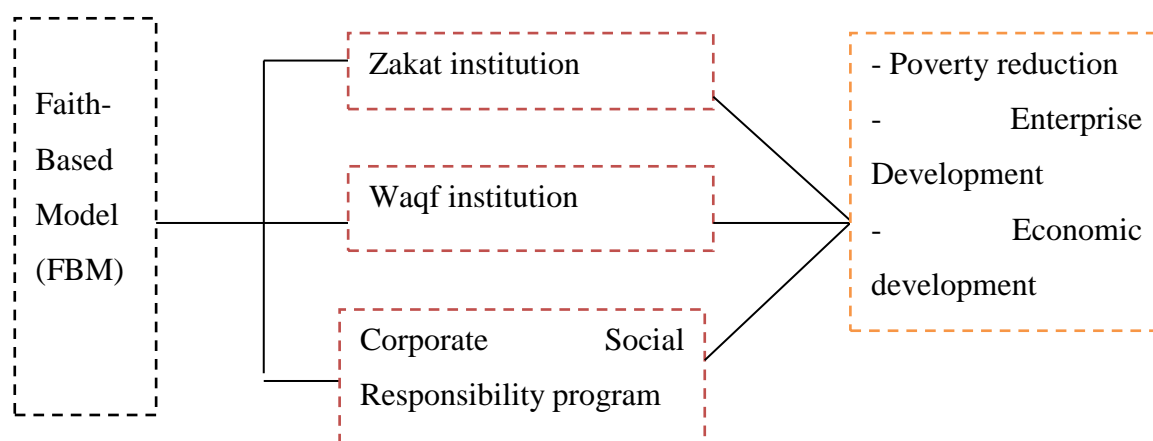 Faith-
Based
Model
(FBM)
Zakat institution
Waqf institution
Corporate Social
Responsibility program
- Poverty reduction
- Enterprise
Development
- Economic
development